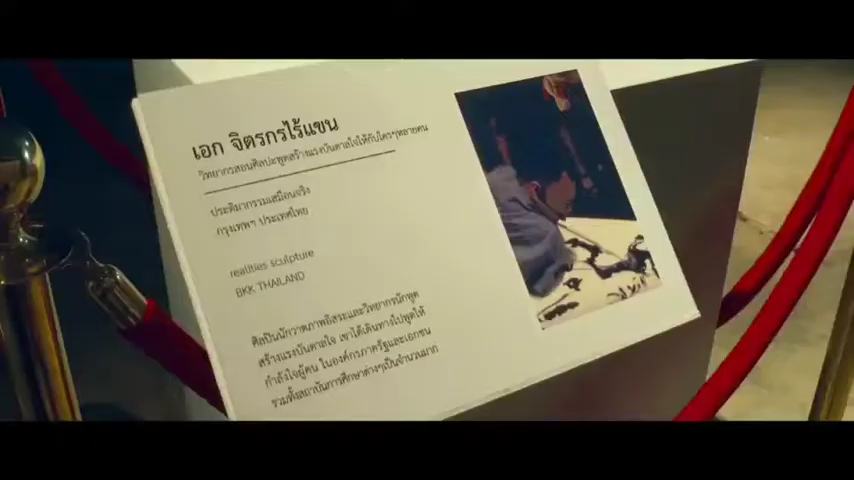 เอก จิตรกรไร้แขน
วิทยากรสอนศิลปะพูดสร้างแรงบันดาลใจให้กับใครๆหลายคน
ประติมากรรมเสมือนจริง
กรุงเทพฯ ประเทศไทย
realities sculpture
BKK THAILAND
ศิลปินนักวาดภาพอิสระและวิทยากรนักพูด
สร้างแรงบันดาลใจ เขาได้เดินทางไปพูดให้
กำลังใจผู้คน ในองค์กรภาครัฐและเอกชน
รวมทั้งสถาบันการศึกษาต่างๆเป็นจำนวนมาก